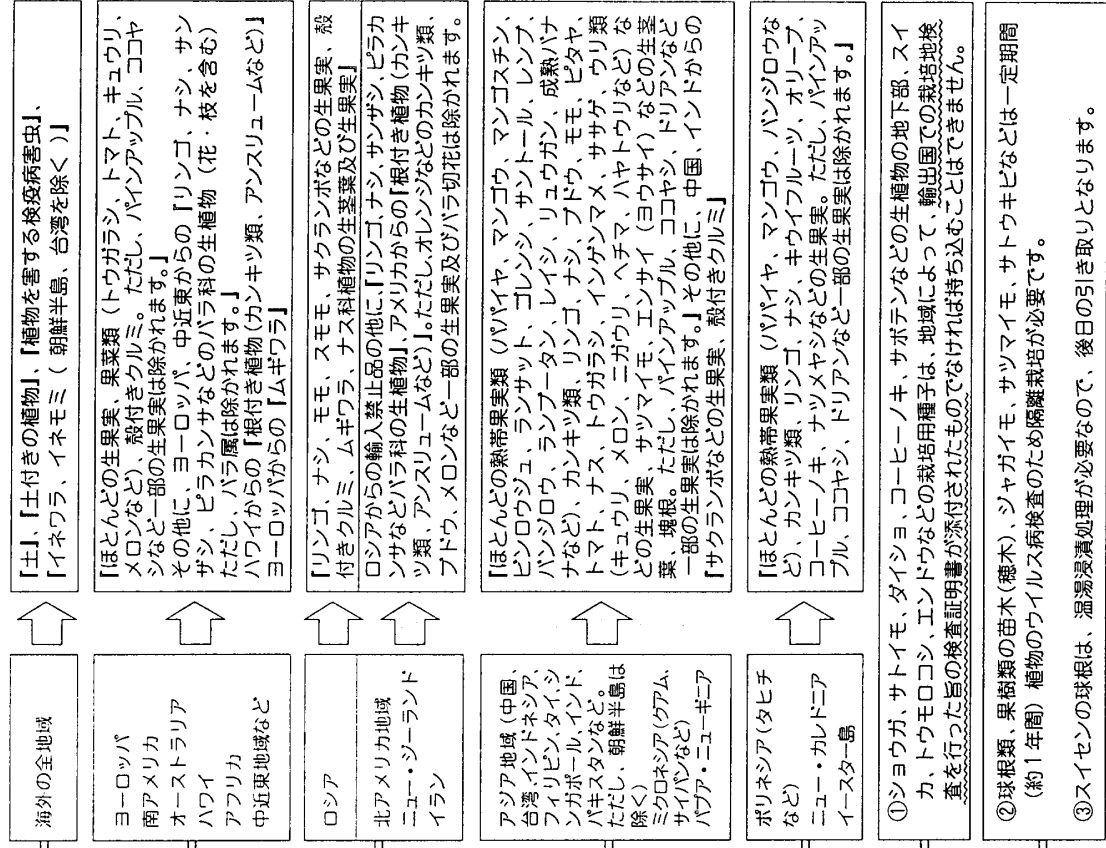 海外の全地域
『土』、『土付きの植物』、『植物を害する検疫病害虫』、
『イネワラ、イネモミ（ 朝鮮半島、台湾を除く ）』
ヨーロッパ
南アメリカ
オーストラリア
ハワイ
アフリカ
中近東地域など
『ほとんどの生果実、果菜類（トウガラシ、トマト、キュウリ、
メロンなど）、殻付きクルミ。ただし、パインアップル、ココヤ
シなど一部の生果実は除かれます。』
その他に、ヨーロッパ、中近東からの『リンゴ、ナシ、サン
ザシ、ピラカンサなどのバラ科の生植物（花・枝を含む）
ただし、バラ属は除かれます。』
ハワイからの『根付き植物（カンキツ類、アンスリュームなど）』
ヨーロッパからの『ムギワラ』
ロシア
『リンゴ、ナシ、モモ、スモモ、サクランボなどの生果実、殻
付きクルミ、ムギワラ、ナス科植物の生茎葉及び生果実』
北アメリカ地域
ニュー・ジーランド
イラン
ロシアからの輸入禁止品の他に、『リンゴ、ナシ、サンザシ、ピラカ
ンサなどバラ科の生植物』、アメリカからの『根付き植物（カンキ
ツ類、アンスリュームなど）』。ただし、オレンジなどのカンキツ類、
ブドウ、メロンなど一部の生果実及びバラ切花は除かれます。
アジア地域（中国、
台湾、インドネシア、
フィリピン、タイ、シ
ンガポール、インド、
パキスタンなど。
ただし、朝鮮半島は
除く）
ミクロネシア（グアム、
サイパンなど）
パプア・ニューギニア
『ほとんどの熱帯果実類（パパイヤ、マンゴウ、マンゴスチン、
ビンロウジュ、ランサット、ゴレンシ、サントール、レンブ、
バンジロウ、ランブータン、レイシ、リュウガン、成熟バナ
ナなど）、カンキツ類、リンゴ、ナシ、ブドウ、モモ、ピタヤ、
トマト、ナス、トウガラシ、インゲンマメ、ササゲ、ウリ類
（キュウリ、メロン、ニガウリ、ヘチマ、ハヤトウリなど）な
どの生果実、サツマイモ、エンサイ（ヨウサイ）などの生茎
葉、塊根。ただし、パインアップル、ココヤシ、ドリアンなど
一部の生果実は除かれます。』その他に、中国、インドからの
『サクランボなどの生果実、殻付きクルミ』
ポリネシア（タヒチ
など）
ニュー・カレドニア
イースター島
『ほとんどの熱帯果実類（パパイヤ、マンゴウ、バンジロウな
ど）、カンキツ類、リンゴ、ナシ、キウイフルーツ、オリーブ、
コーヒーノキ、ナツメヤシなどの生果実。ただし、パインアッ
プル、ココヤシ、ドリアンなど一部の生果実は除かれます。』
①ショウガ、サトイモ、ダイショ、コーヒーノキ、サボテンなどの生植物の地下部、スイ
カ、トウモロコシ、エンドウなどの栽培用種子は、地域によって、輸出国での栽培地検
査を行った旨の検査証明書が添付されたものでなければ持ち込むことはできません。
②球根類、果樹類の苗木(穂木)、ジャガイモ、サツマイモ、サトウキビなどは一定期間
（約１年間）植物のウイルス病検査のため隔離栽培が必要です。
③スイセンの球根は、温湯浸漬処理が必要なので、後日の引き取りとなります。